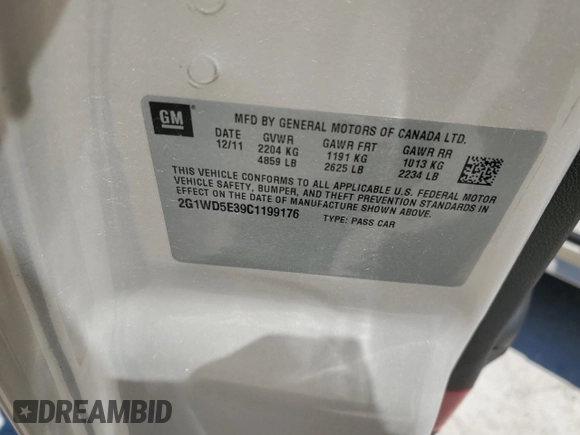 GM ®
MFD BY GENERAL MOTORS OF CANADA LTD.
DATE GVWR GAWR FRT GAWR RR
12/11 2204 KG 1191 KG 1013 KG
4859 LB 2625 LB 2234 LB
THIS VEHICLE CONFORMS TO ALL APPLICABLE U.S. FEDERAL MOTOR
VEHICLE SAFETY, BUMPER, AND THEFT PREVENTION STANDARDS IN
EFFECT ON THE DATE OF MANUFACTURE SHOWN ABOVE.
2G1WD5E39C1199176 TYPE: PASS CAR
DREAMBID